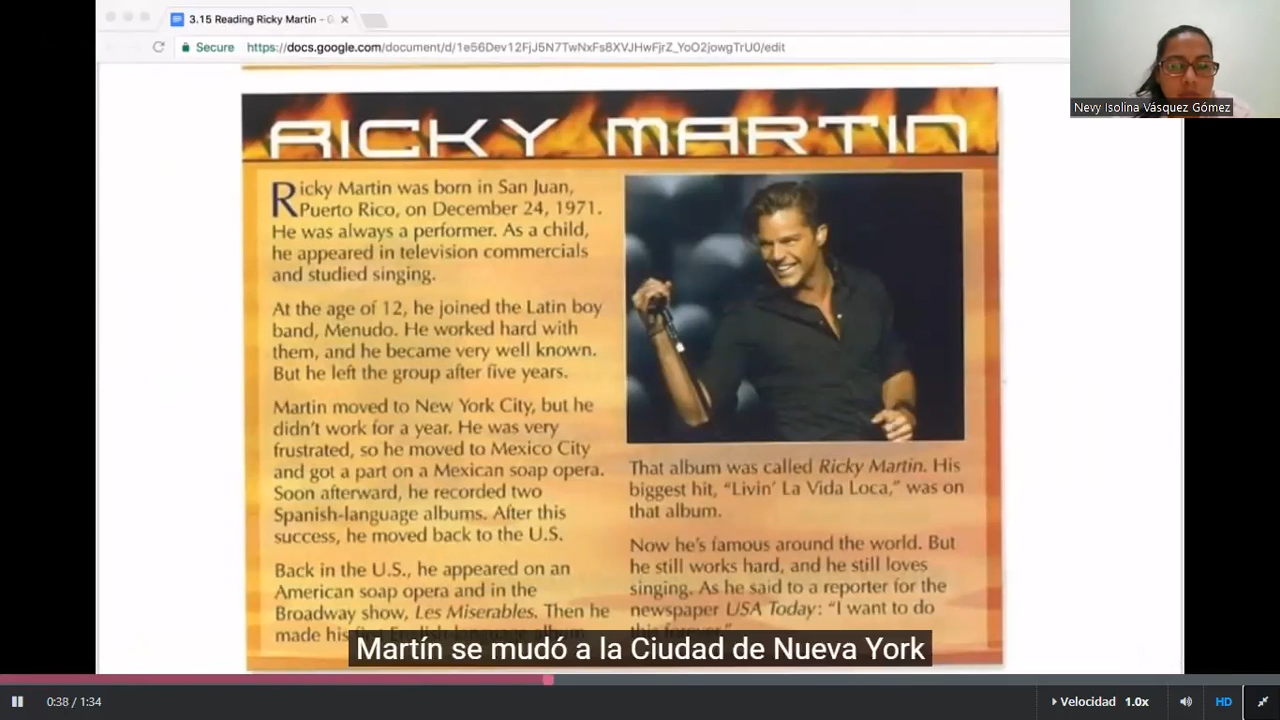 3.15 Reading Ricky Martin - G
Secure
https://docs.google.com/document/d/1e56Dev12FjJ5N7TwNxFs8XVJHwFjrZ_YoO2jowgTrU0/edit
Nevy Isolina Vásquez Gómez
RICKY MARTIN
Ricky Martin was born in San Juan,
Puerto Rico, on December 24, 1971.
He was always a performer. As a child,
he appeared in television commercials
and studied singing.
At the age of 12, he joined the Latin boy
band, Menudo. He worked hard with
them, and he became very well known.
But he left the group after five years.
Martin moved to New York City, but he
didn't work for a year. He was very
frustrated, so he moved to Mexico City
and got a part on a Mexican soap opera.
Soon afterward, he recorded two
Spanish-language albums. After this
success, he moved back to the U.S.
Back in the U.S., he appeared on an
American soap opera and in the
Broadway show, Les Miserables. Then he
made his first English-language album.
That album was called Ricky Martin. His
biggest hit, “Livin' La Vida Loca,” was on
that album.
Now he's famous around the world. But
he still works hard, and he still loves
singing. As he said to a reporter for the
newspaper USA Today: “I want to do
this forever.”
Martín se mudó a la Ciudad de Nueva York
0:38 / 1:34
Velocidad 1.0x
HD